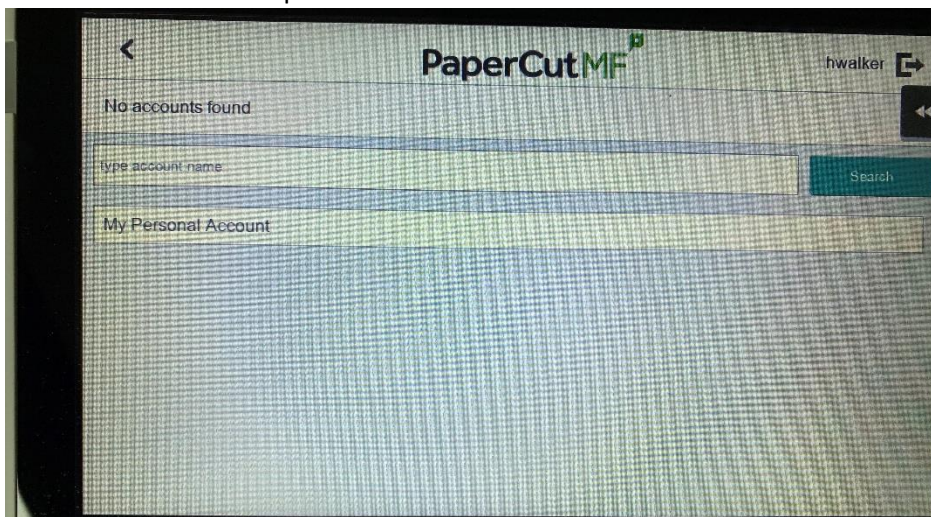 PaperCutMF
hwalker
No accounts found
type account name
Search
My Personal Account